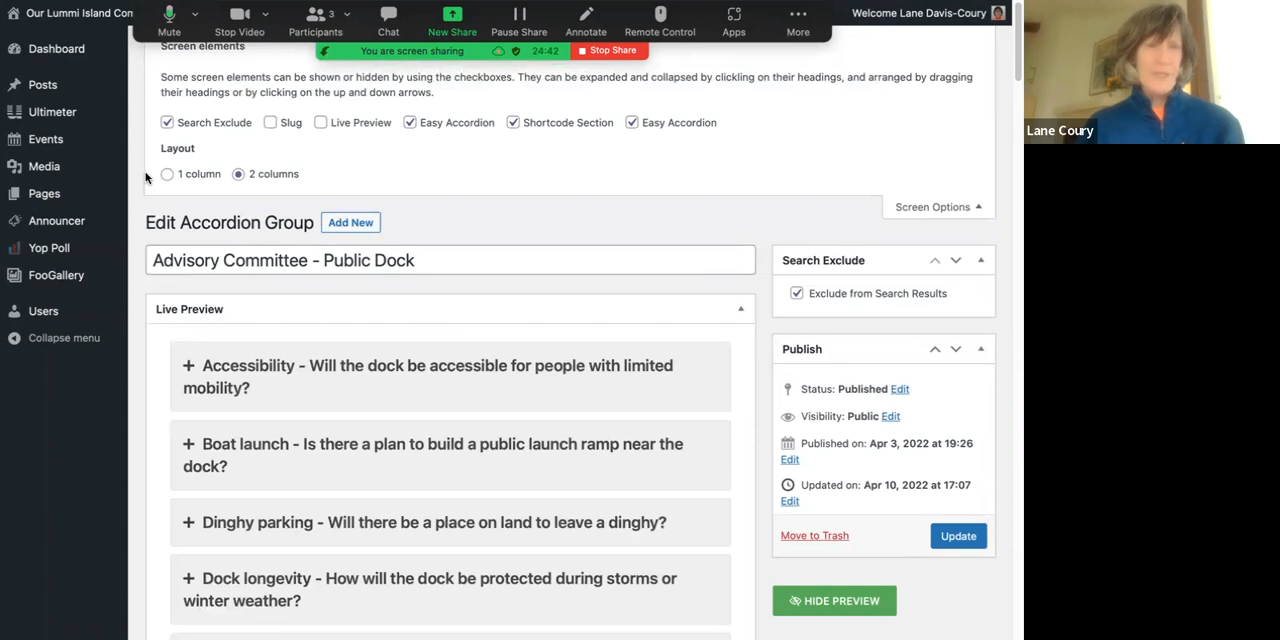 Our Lummi Island Con
Mute
Stop Video
Participants
3
Chat
New Share
Pause Share
Annotate
Remote Control
Apps
More
Welcome Lane Davis-Coury
You are screen sharing
24:42
Stop Share
Dashboard
Posts
Ultimeter
Events
Media
Pages
Announcer
Yop Poll
FooGallery
Users
Collapse menu
Screen elements
Some screen elements can be shown or hidden by using the checkboxes. They can be expanded and collapsed by clickling on their headings, and arranged by dragging
their headings or by clicking on the up and down arrows.
Search Exclude
Slug
Live Preview
Easy Accordion
Shortcode Section
Easy Accordion
Layout
1 column
2 columns
Screen Options
Edit Accordion Group
Add New
Advisory Committee - Public Dock
Live Preview
+ Accessibility - Will the dock be accessible for people with limited
mobility?
+ Boat launch - Is there a plan to build a public launch ramp near the
dock?
+ Dinghy parking - Will there be a place on land to leave a dinghy?
+ Dock longevity - How will the dock be protected during storms or
winter weather?
Search Exclude
Exclude from Search Results
Publish
Status: Published Edit
Visibility: Public Edit
Published on: Apr 3, 2022 at 19:26
Edit
Updated on: Apr 10, 2022 at 17:07
Edit
Move to Trash
Update
HIDE PREVIEW
Lane Coury